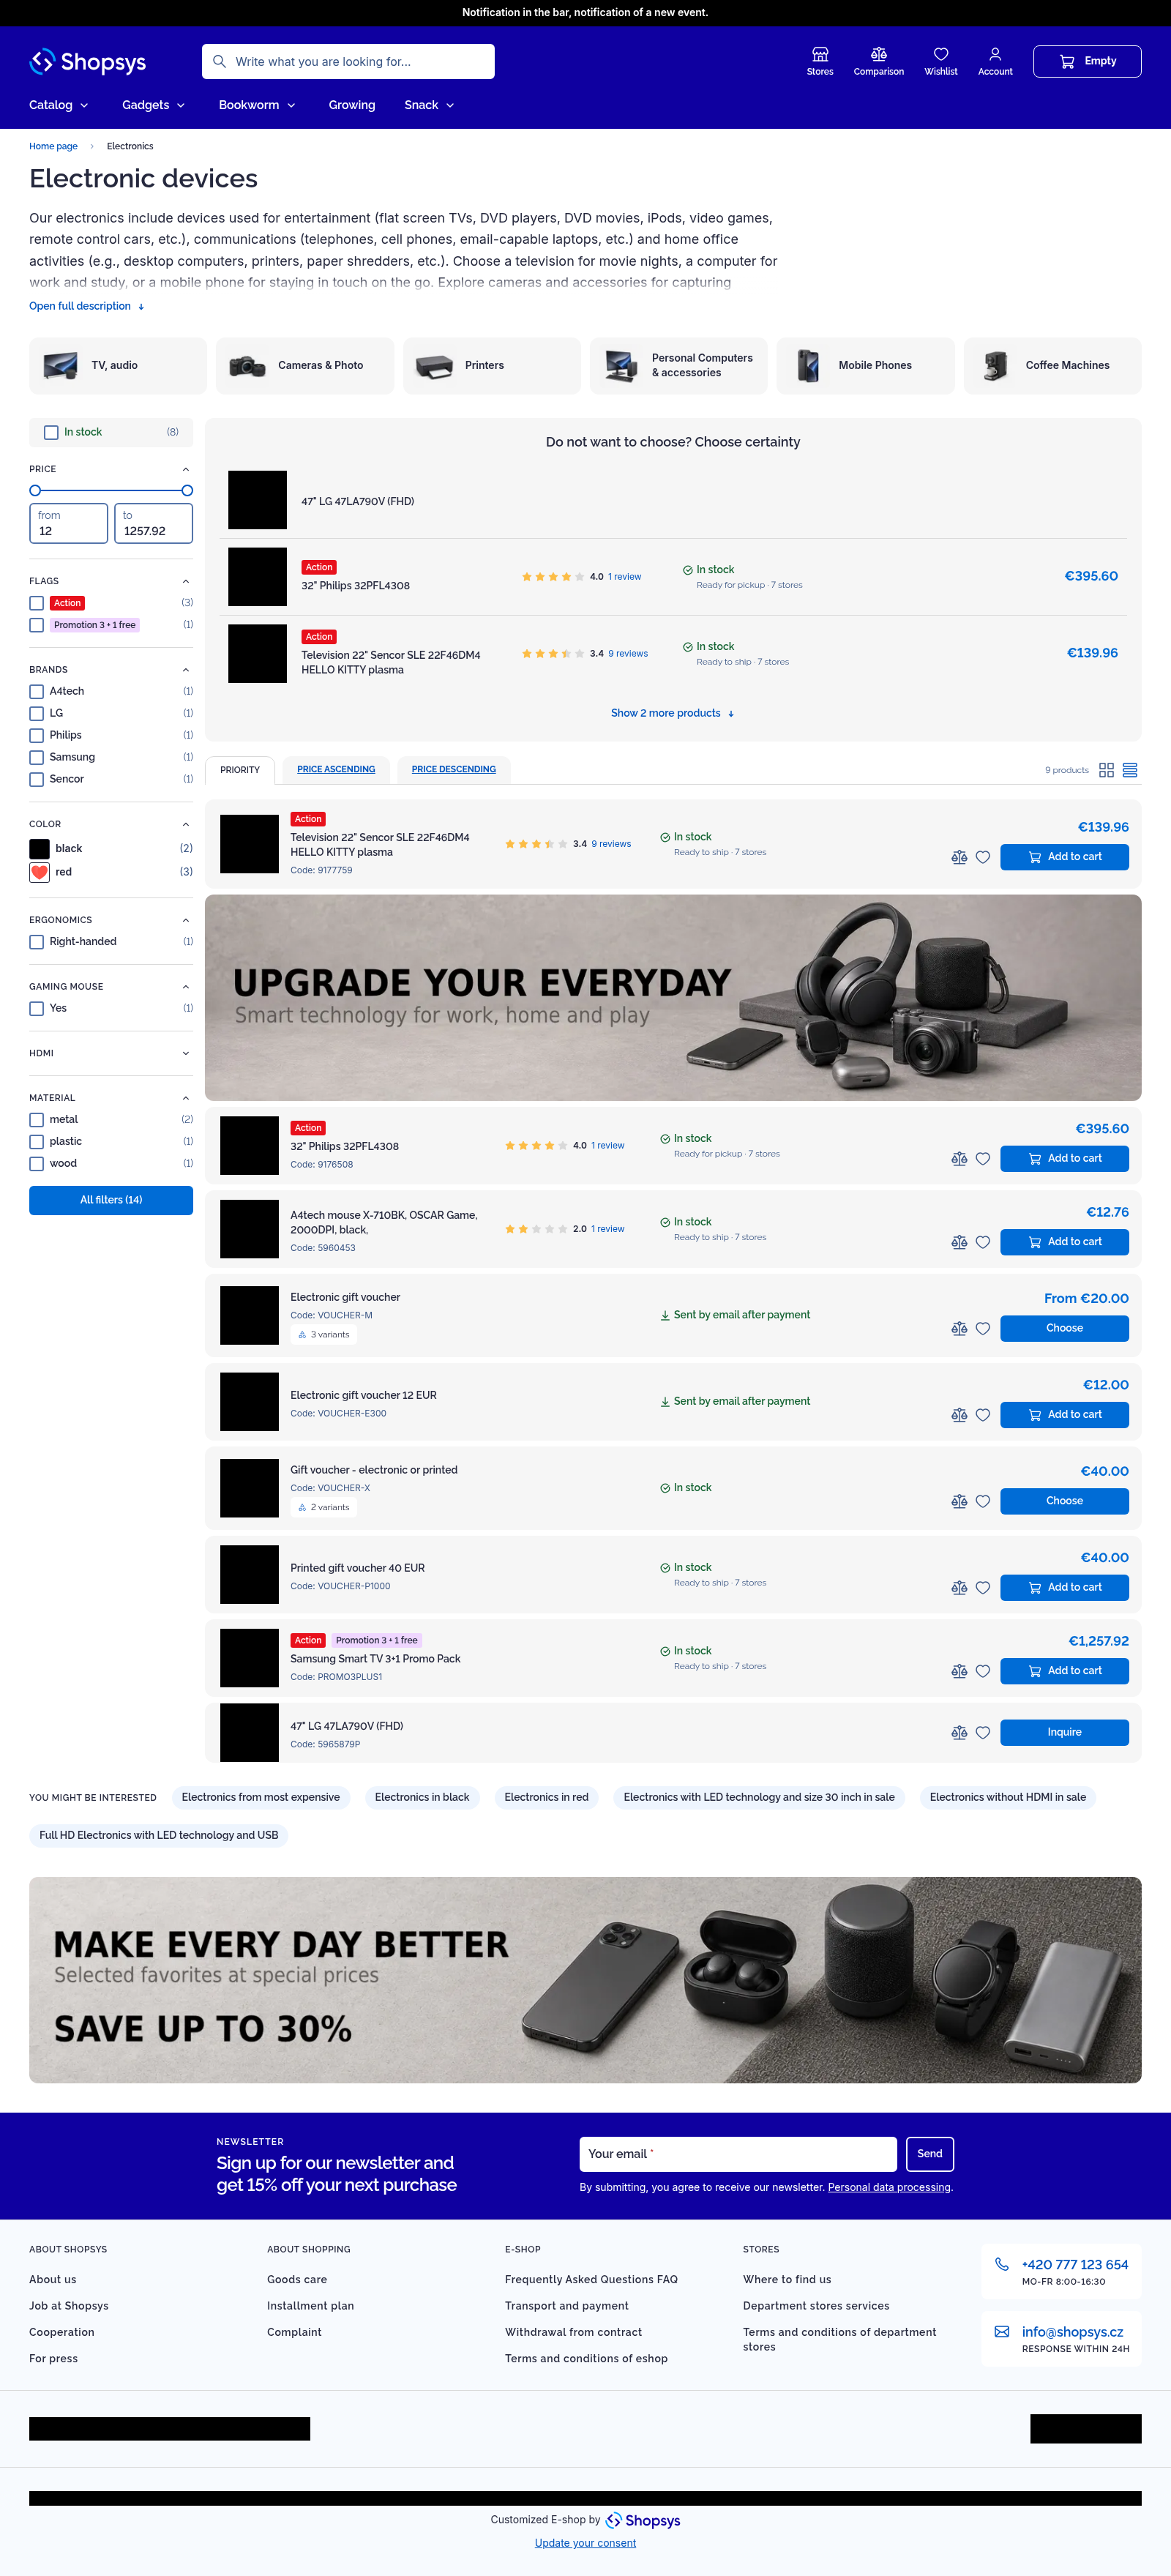 Notification in the bar, notification of a new event.
Shopsys
Write what you are looking for...
Stores
Comparison
Wishlist
Account
Empty
Catalog
Gadgets
Bookworm
Growing
Snack
Home page
Electronics
Electronic devices
Our electronics include devices used for entertainment (flat screen TVs, DVD players, DVD movies, iPods, video games,
remote control cars, etc.), communications (telephones, cell phones, email-capable laptops, etc.) and home office
activities (e.g., desktop computers, printers, paper shredders, etc.). Choose a television for movie nights, a computer for
work and study, or a mobile phone for staying in touch on the go. Explore cameras and accessories for capturing
Open full description
TV, audio
Cameras & Photo
Printers
Personal Computers
& accessories
Mobile Phones
Coffee Machines
In stock (8)
PRICE
from
12
to
1257.92
FLAGS
Action (3)
Promotion 3 + 1 free (1)
BRANDS
A4tech (1)
LG (1)
Philips (1)
Samsung (1)
Sencor (1)
COLOR
black (2)
red (3)
ERGONOMICS
Right-handed (1)
GAMING MOUSE
Yes (1)
HDMI
MATERIAL
metal (2)
plastic (1)
wood (1)
All filters (14)
Do not want to choose? Choose certainty
47" LG 47LA790V (FHD)
Action
32" Philips 32PFL4308
4.0 1 review
In stock
Ready for pickup · 7 stores
€395.60
Action
Television 22" Sencor SLE 22F46DM4
HELLO KITTY plasma
3.4 9 reviews
In stock
Ready to ship · 7 stores
€139.96
Show 2 more products
PRIORITY
PRICE ASCENDING
PRICE DESCENDING
9 products
Action
Television 22" Sencor SLE 22F46DM4
HELLO KITTY plasma
Code: 9177759
3.4 9 reviews
In stock
Ready to ship · 7 stores
€139.96
Add to cart
UPGRADE YOUR EVERYDAY
Smart technology for work, home and play
Action
32" Philips 32PFL4308
Code: 9176508
4.0 1 review
In stock
Ready for pickup · 7 stores
€395.60
Add to cart
A4tech mouse X-710BK, OSCAR Game,
2000DPI, black,
Code: 5960453
2.0 1 review
In stock
Ready to ship · 7 stores
€12.76
Add to cart
Electronic gift voucher
Code: VOUCHER-M
3 variants
Sent by email after payment
From €20.00
Choose
Electronic gift voucher 12 EUR
Code: VOUCHER-E300
Sent by email after payment
€12.00
Add to cart
Gift voucher - electronic or printed
Code: VOUCHER-X
2 variants
In stock
€40.00
Choose
Printed gift voucher 40 EUR
Code: VOUCHER-P1000
In stock
Ready to ship · 7 stores
€40.00
Add to cart
Action Promotion 3 + 1 free
Samsung Smart TV 3+1 Promo Pack
Code: PROMO3PLUS1
In stock
Ready to ship · 7 stores
€1,257.92
Add to cart
47" LG 47LA790V (FHD)
Code: 5965879P
Inquire
YOU MIGHT BE INTERESTED
Electronics from most expensive
Electronics in black
Electronics in red
Electronics with LED technology and size 30 inch in sale
Electronics without HDMI in sale
Full HD Electronics with LED technology and USB
MAKE EVERY DAY BETTER
Selected favorites at special prices
SAVE UP TO 30%
NEWSLETTER
Sign up for our newsletter and
get 15% off your next purchase
Your email *
Send
By submitting, you agree to receive our newsletter. Personal data processing.
ABOUT SHOPSYS
About us
Job at Shopsys
Cooperation
For press
ABOUT SHOPPING
Goods care
Installment plan
Complaint
E-SHOP
Frequently Asked Questions FAQ
Transport and payment
Withdrawal from contract
Terms and conditions of eshop
STORES
Where to find us
Department stores services
Terms and conditions of department
stores
+420 777 123 654
MO-FR 8:00-16:30
info@shopsys.cz
RESPONSE WITHIN 24H
Customized E-shop by Shopsys
Update your consent